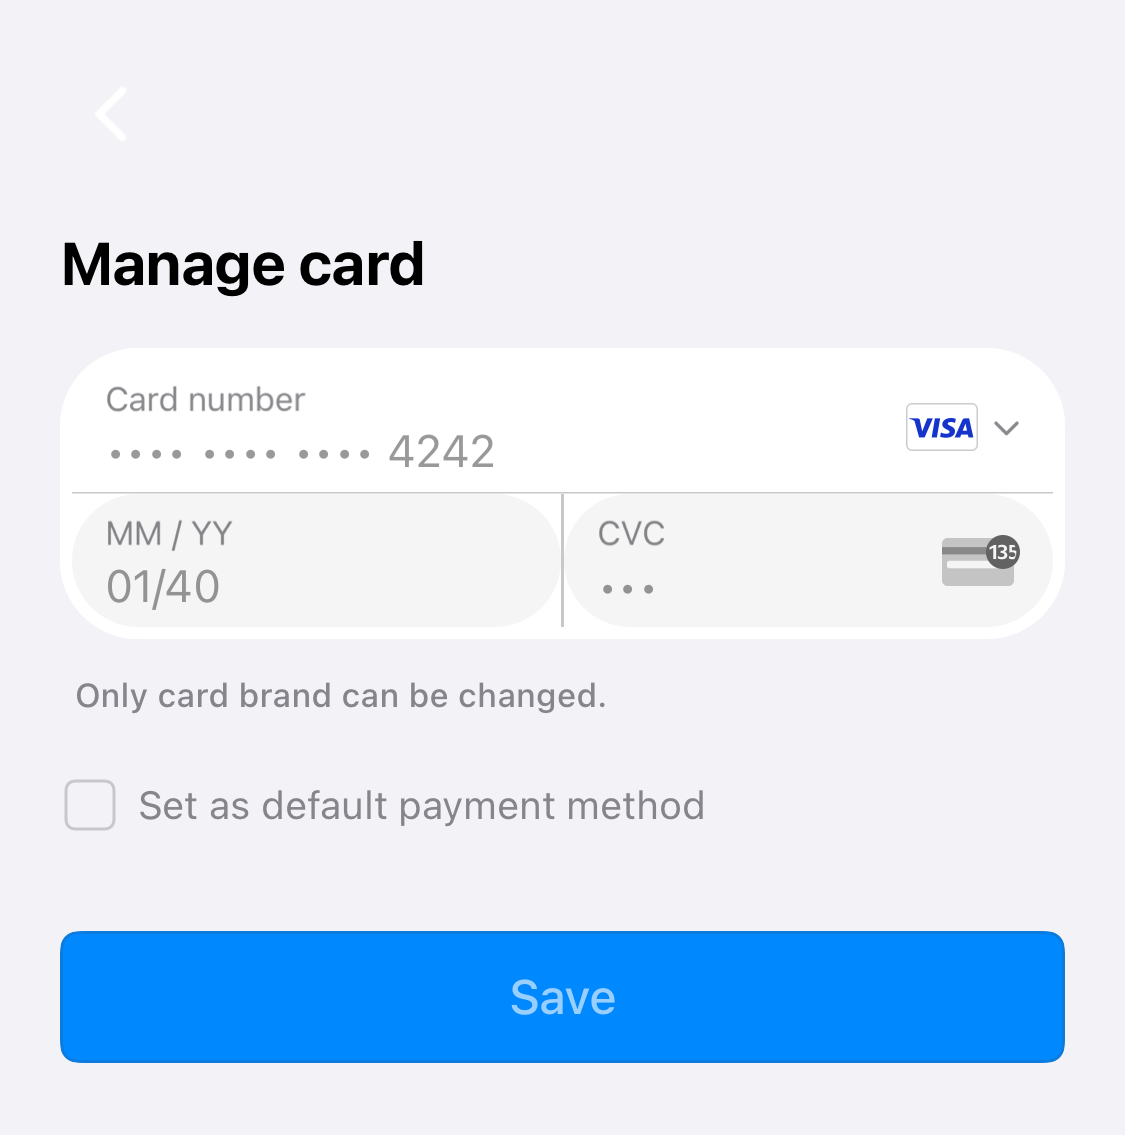 Manage card
Card number
•••• •••• •••• 4242
VISA
MM / YY
01/40
CVC
•••
135
Only card brand can be changed.
Set as default payment method
Save